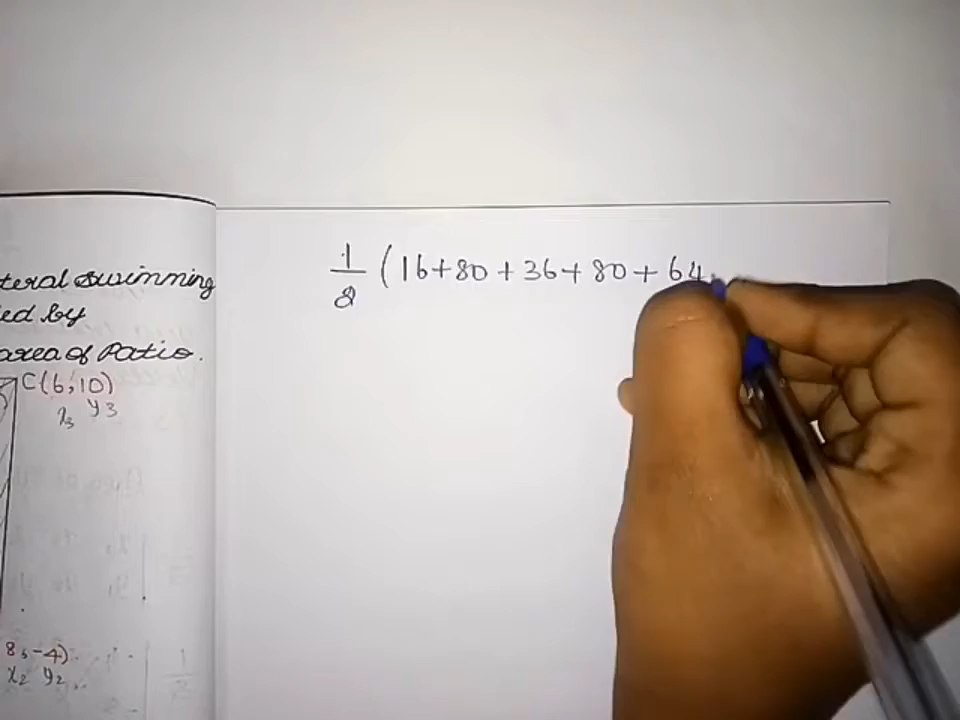 teral swimming
ed by
area of Patio.
C(6,10)
x3 y3
8,-4)
x2 y2
1/2 (16+80+36+80+64